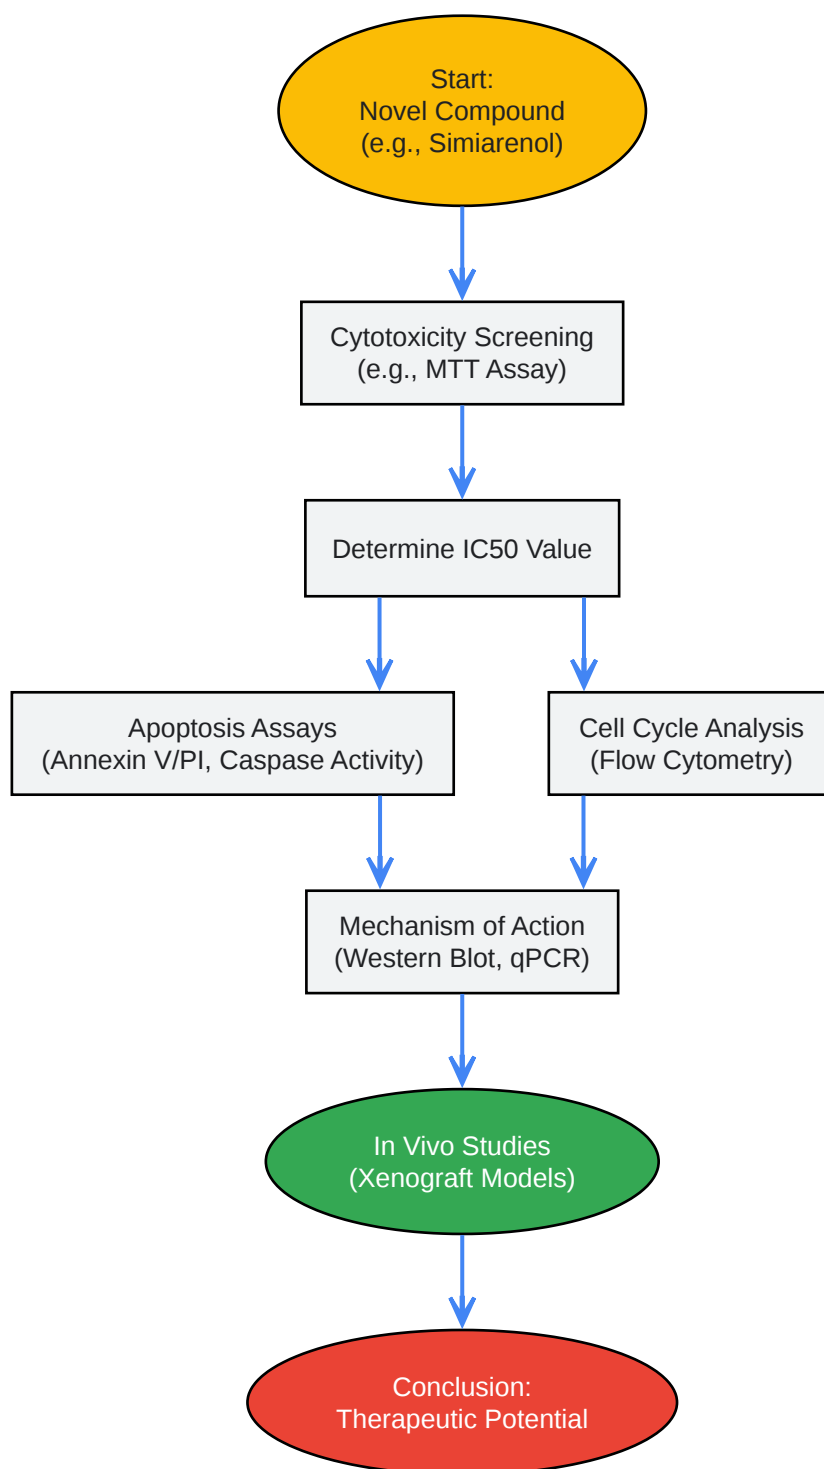 Start:
Novel Compound
(e.g., Simiarenol)
Cytotoxicity Screening
(e.g., MTT Assay)
Determine IC50 Value
Apoptosis Assays
(Annexin V/PI, Caspase Activity)
Cell Cycle Analysis
(Flow Cytometry)
Mechanism of Action
(Western Blot, qPCR)
In Vivo Studies
(Xenograft Models)
Conclusion:
Therapeutic Potential